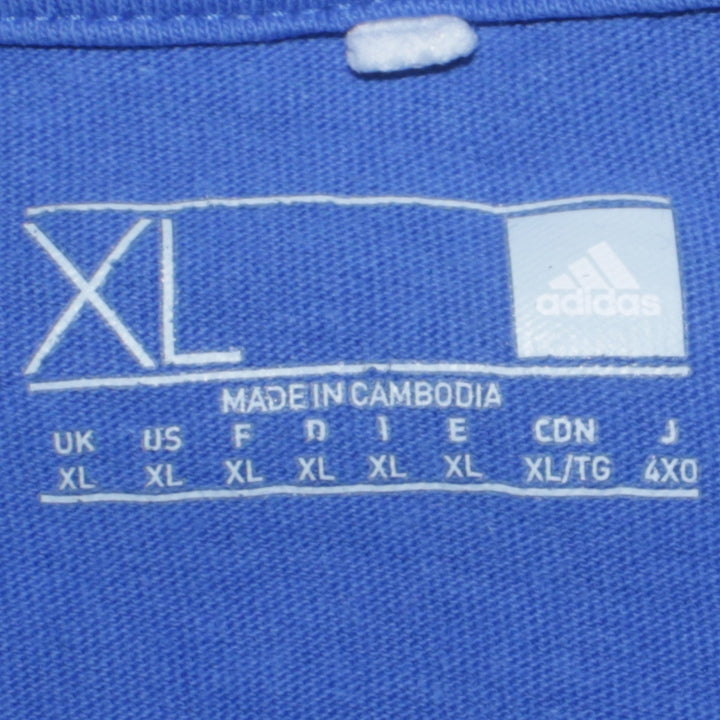 XL
adidas
MADE IN CAMBODIA
UK US F D I E CDN J
XL XL XL XL XL XL XL/TG 4XO